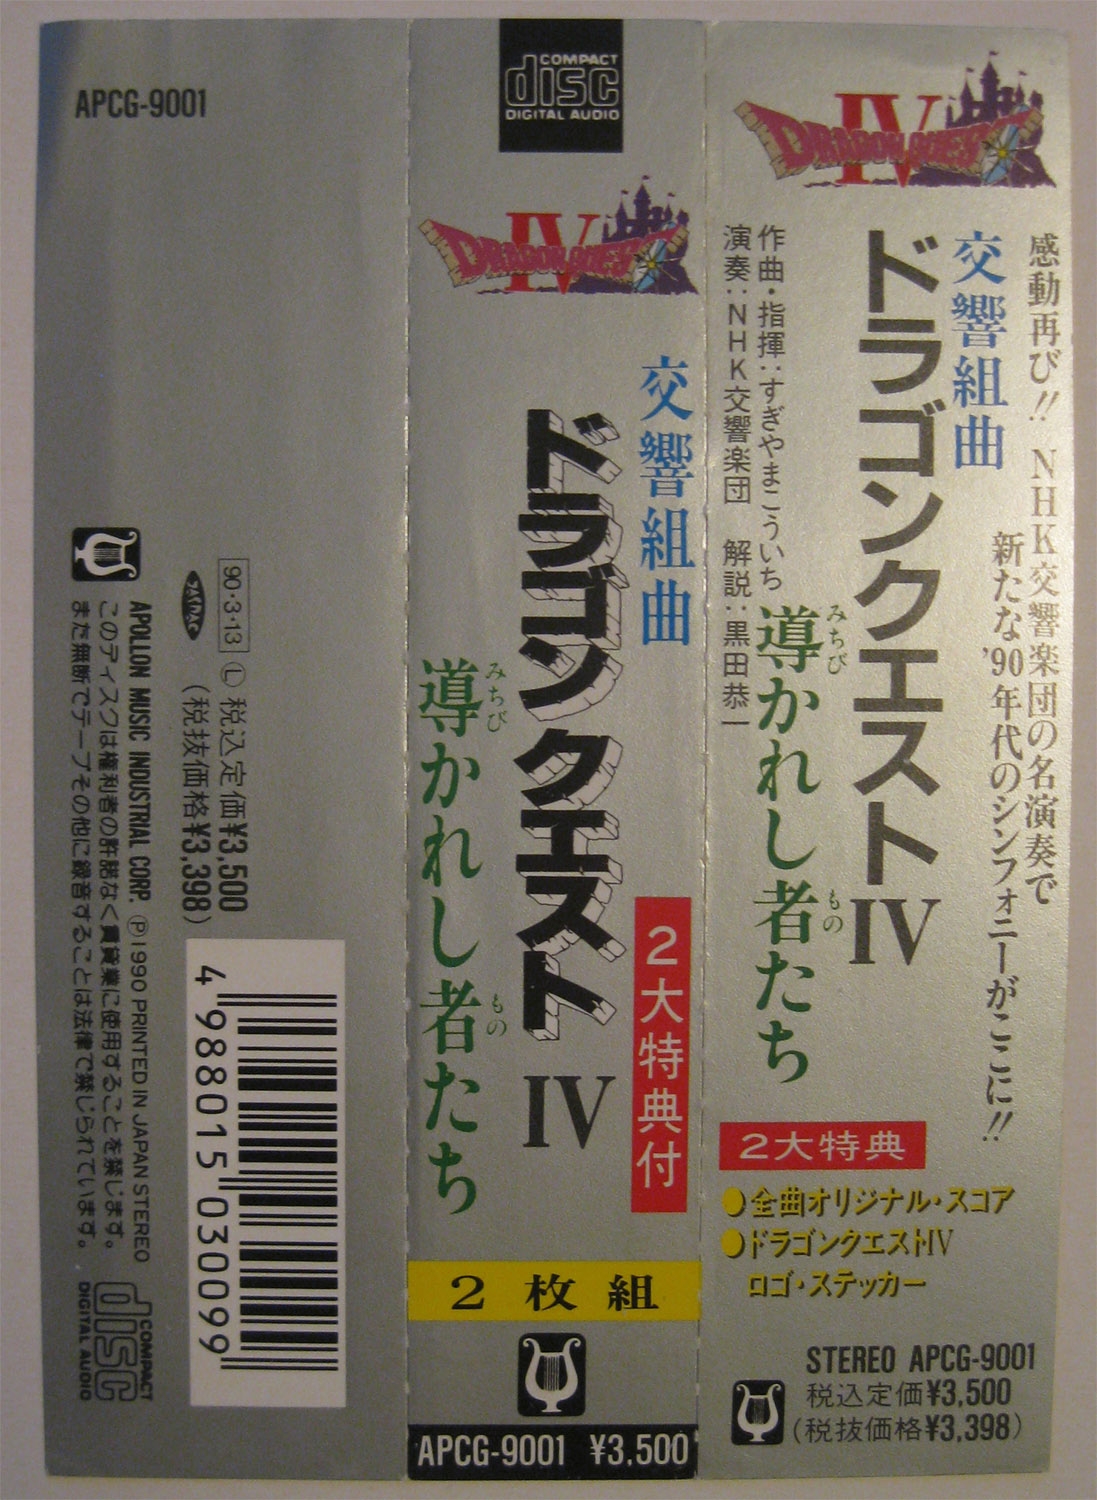 APCG-9001
90・3・13
Ⓛ 税込定価¥3,500
(税抜価格¥3,398)
APOLLON MUSIC INDUSTRIAL CORP. Ⓟ1990 PRINTED IN JAPAN STEREO
このディスクは権利者の許諾なく賃貸業に使用することを禁じます。
また無断でテープその他に録音することは法律で禁じられています。
COMPACT
disc
DIGITAL AUDIO
4 988015 030099
COMPACT
disc
DIGITAL AUDIO
DRAGON QUEST
IV
交響組曲
ドラゴンクエスト IV
みちび もの
導かれし者たち
2大特典付
2枚組
APCG-9001 ¥3,500
DRAGON QUEST
IV
感動再び!! NHK交響楽団の名演奏で
新たな'90年代のシンフォニーがここに!!
交響組曲
ドラゴンクエストIV
みちび もの
導かれし者たち
作曲・指揮:すぎやまこういち
演奏:NHK交響楽団 解説:黒田恭一
2大特典
●全曲オリジナル・スコア
●ドラゴンクエストIV
ロゴ・ステッカー
STEREO APCG-9001
税込定価¥3,500
(税抜価格¥3,398)